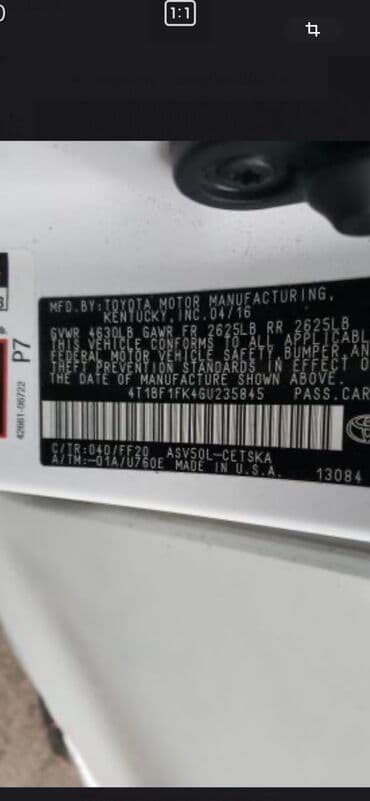 1:1
MFD.BY:TOYOTA MOTOR MANUFACTURING,
KENTUCKY,INC.04/16
GVWR 4630LB GAWR FR 2625LB RR 2625LB
THIS VEHICLE CONFORMS TO ALL APPLICABL
FEDERAL MOTOR VEHICLE SAFETY,BUMPER,AN
THEFT PREVENTION STANDARDS IN EFFECT O
THE DATE OF MANUFACTURE SHOWN ABOVE.
4T1BF1FK4GU235845 PASS.CAR
C/TR:040/FF20 ASV50L-CETSKA
A/TM:-01A/U760E MADE IN U.S.A.
13084
P7
42661-06722